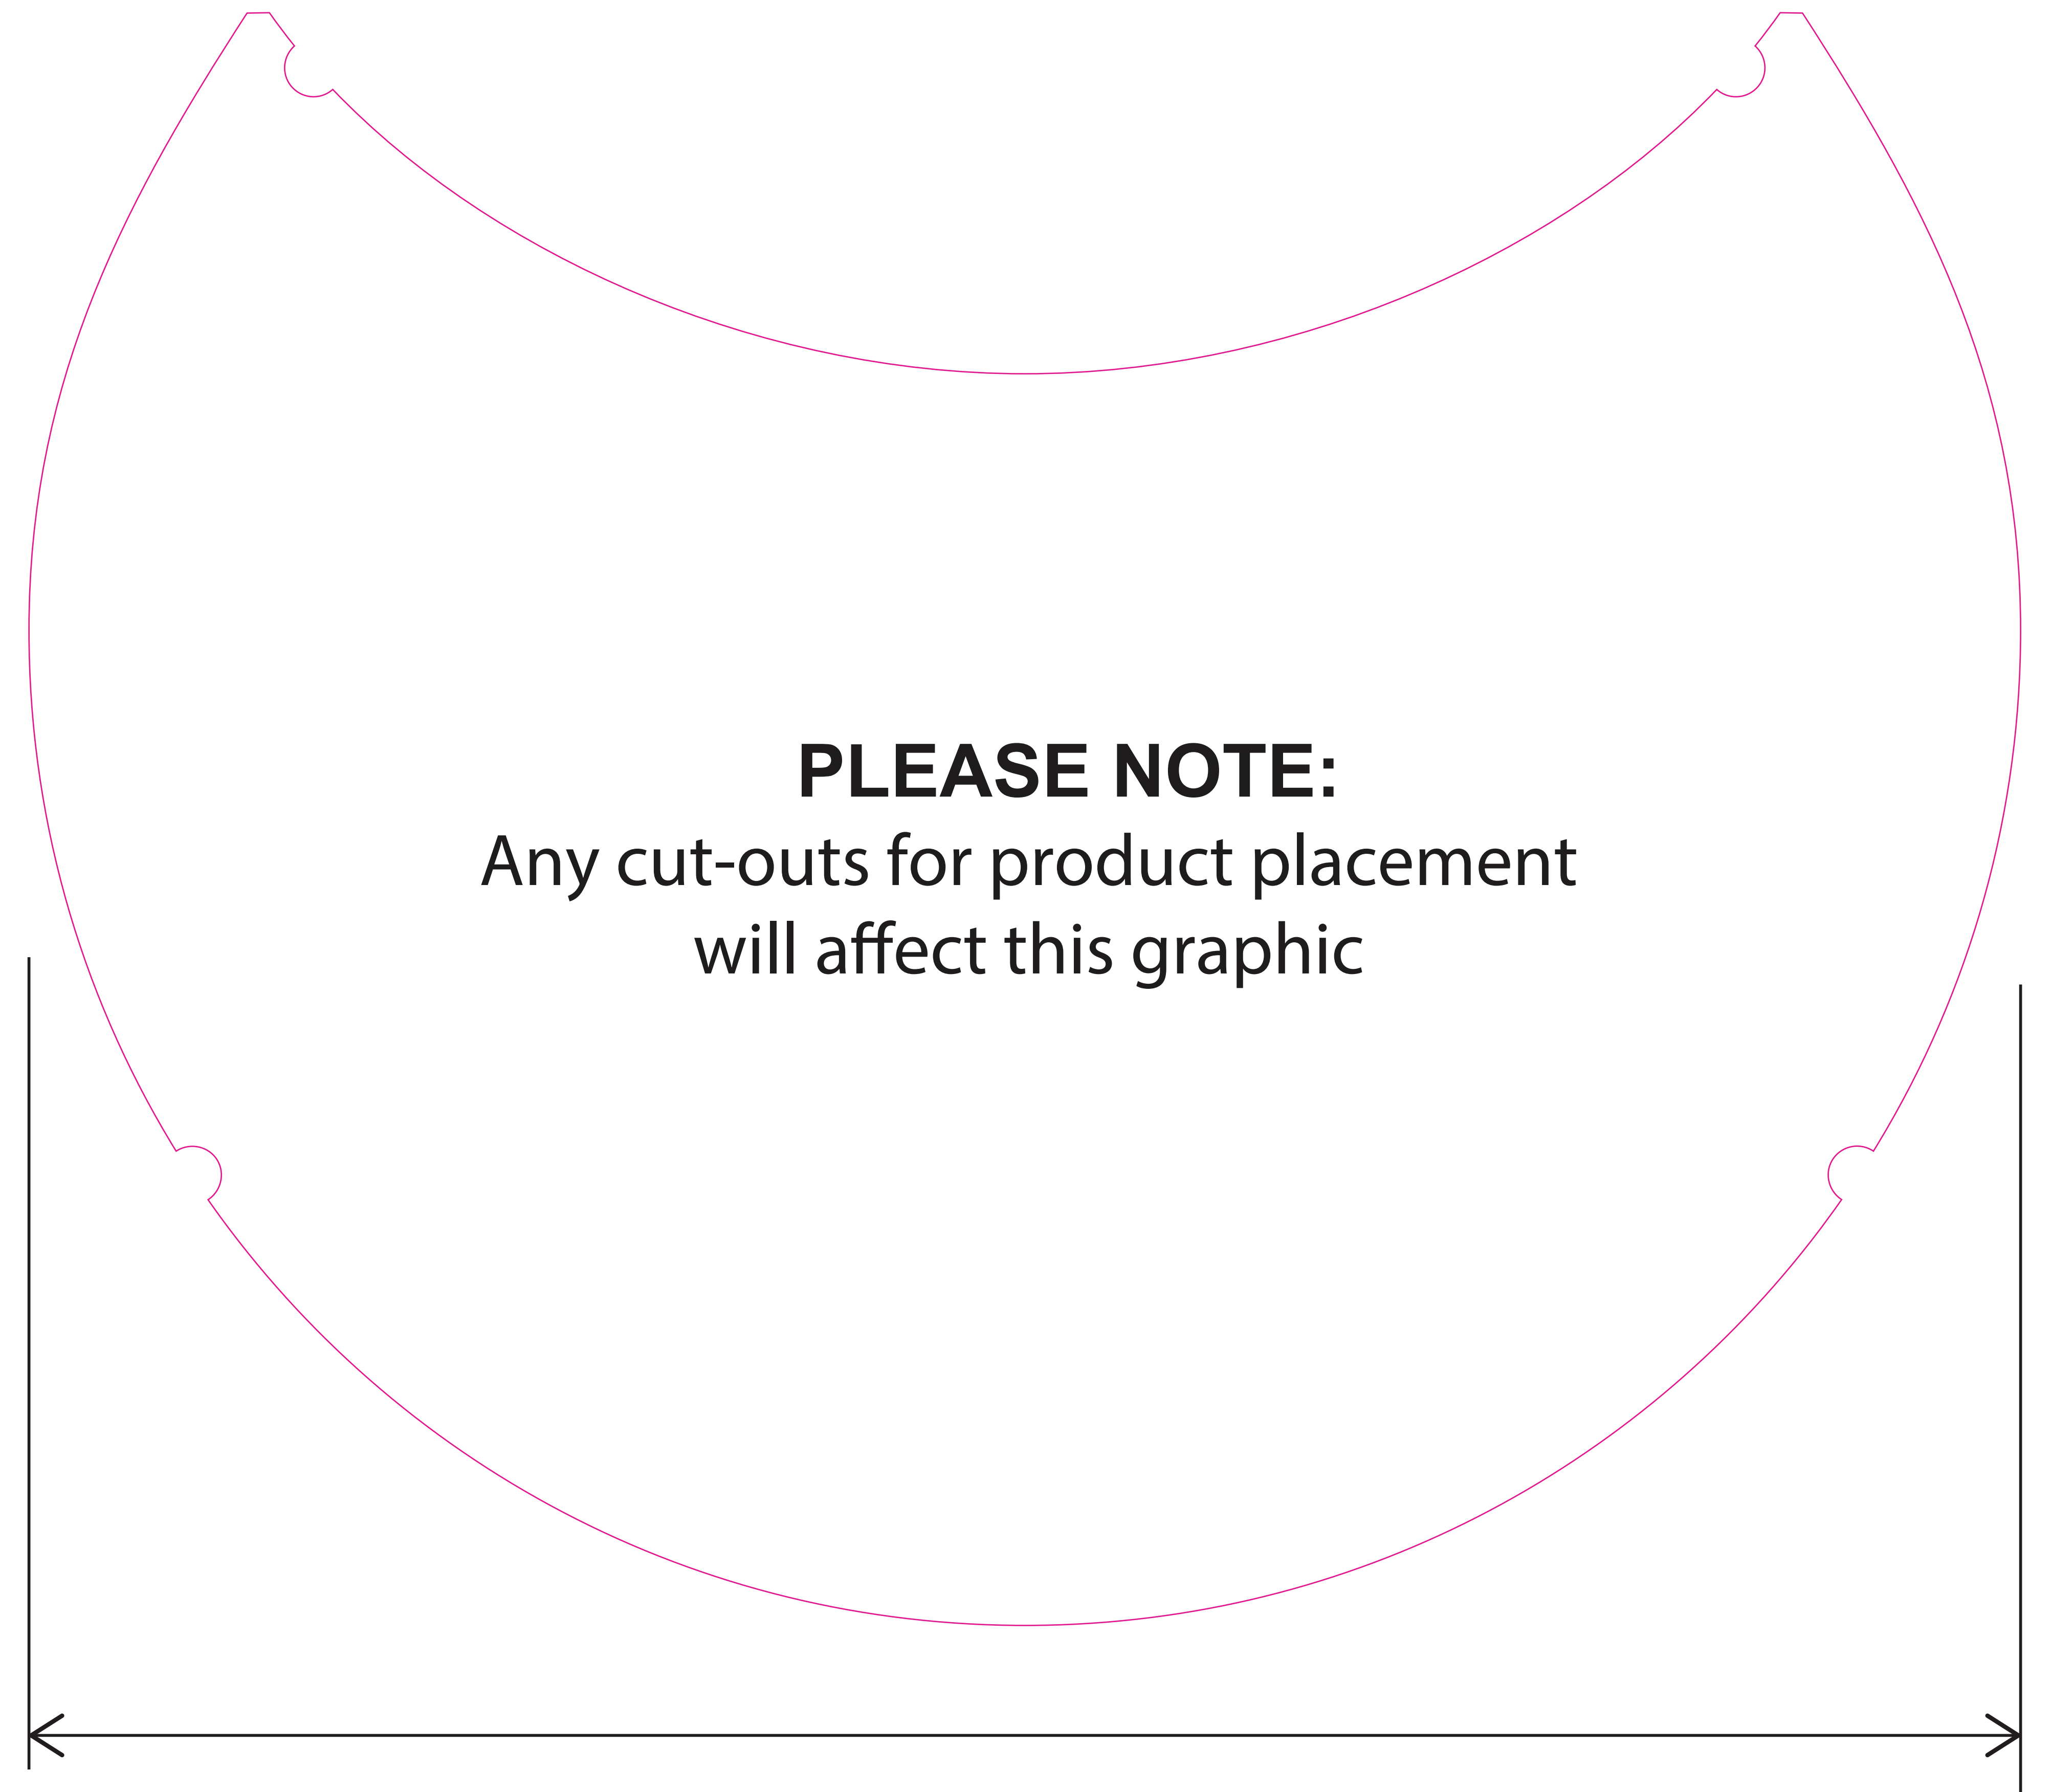 PLEASE NOTE:
Any cut-outs for product placement
will affect this graphic